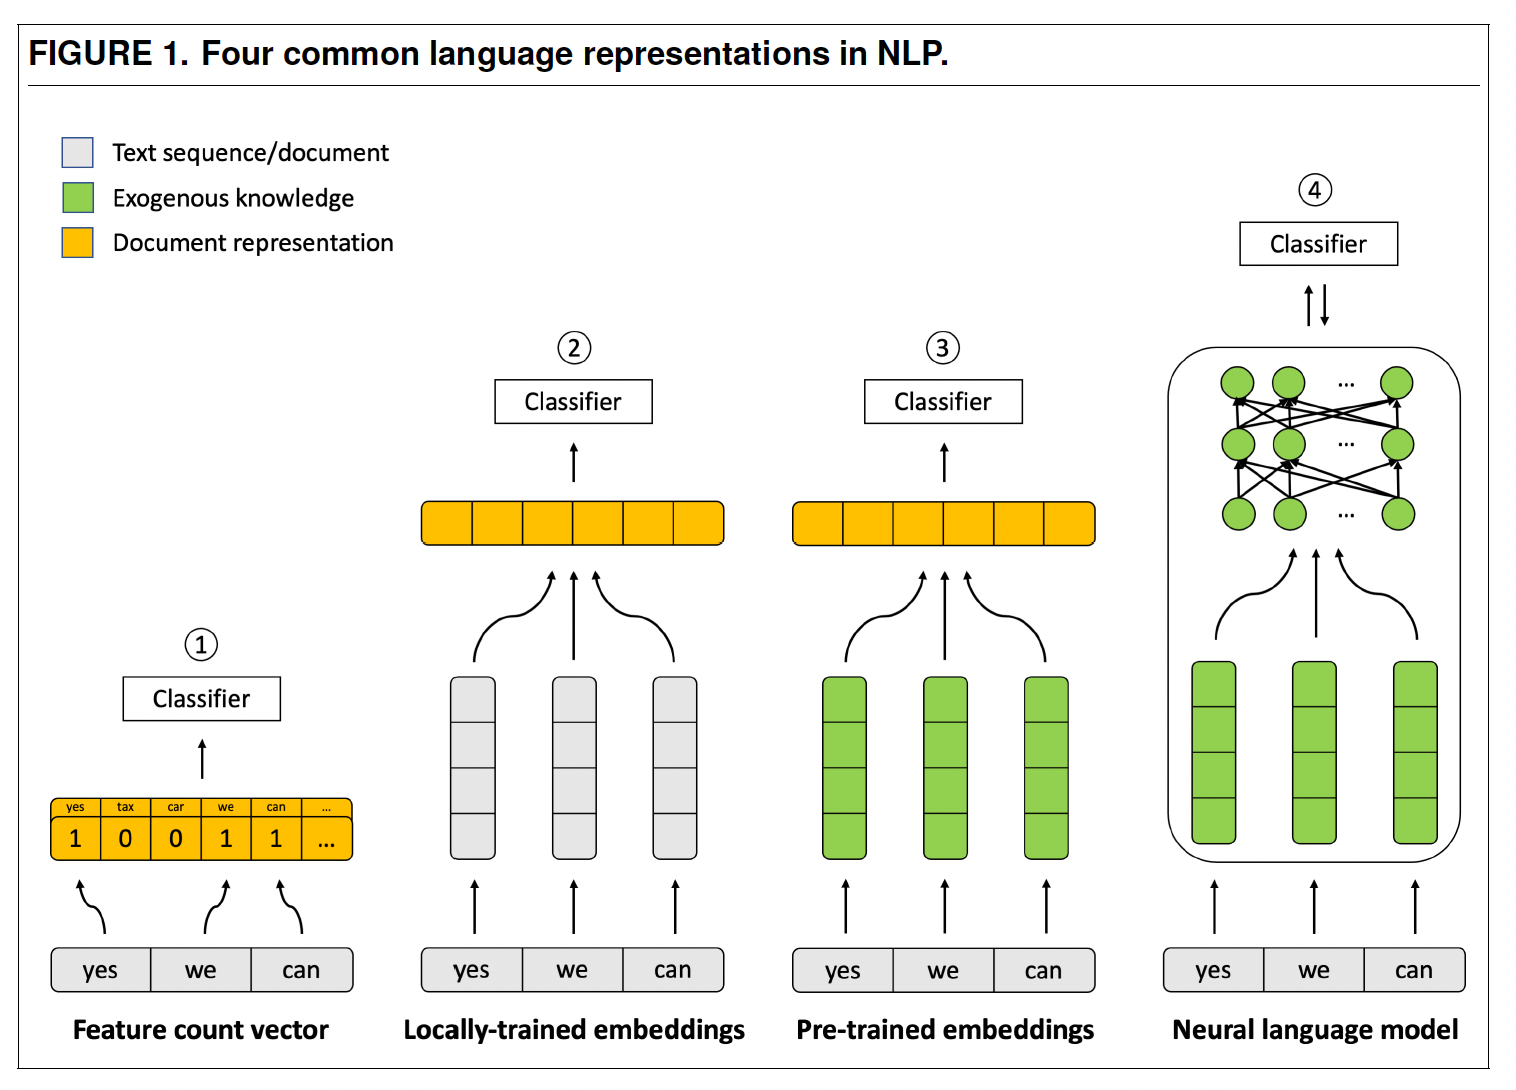 FIGURE 1. Four common language representations in NLP.
Text sequence/document
Exogenous knowledge
Document representation
④
Classifier
②
③
Classifier
Classifier
①
Classifier
yes tax car we can ...
1 0 0 1 1 ...
...
...
...
yes we can
yes we can
yes we can
yes we can
Feature count vector
Locally-trained embeddings
Pre-trained embeddings
Neural language model